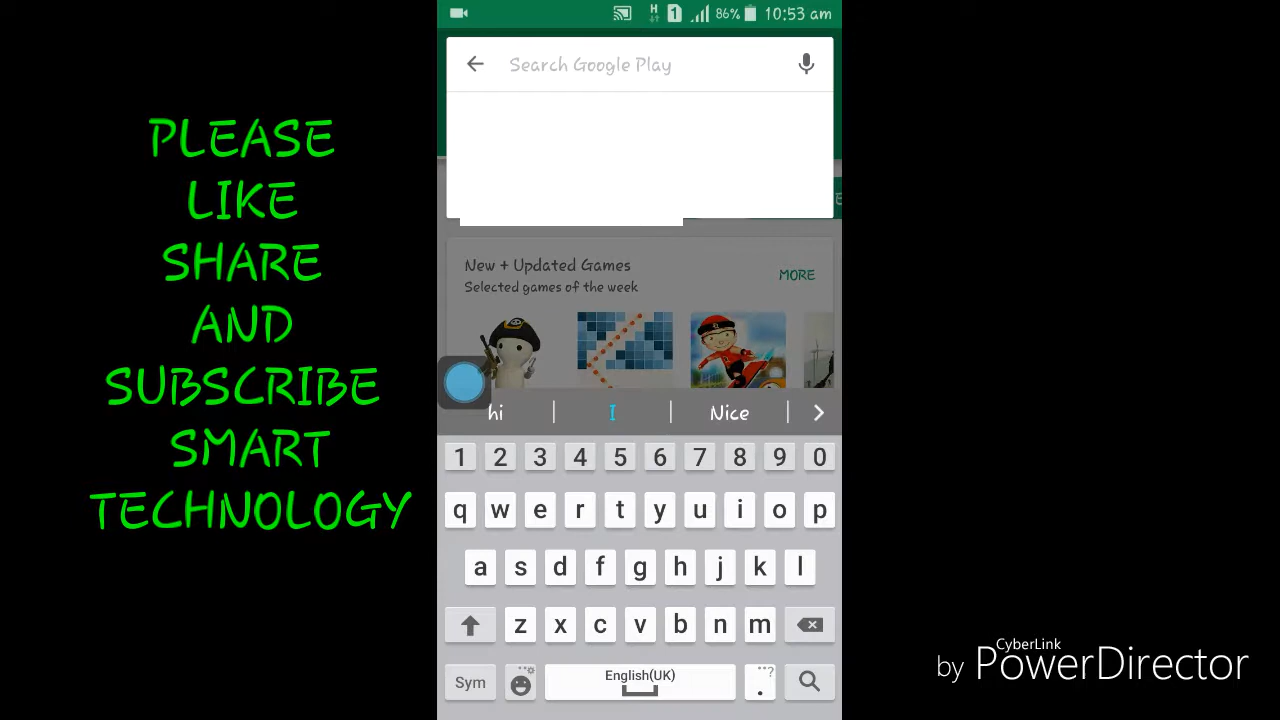 PLEASE
LIKE
SHARE
AND
SUBSCRIBE
SMART
TECHNOLOGY
H 1 86% 10:53 am
Search Google Play
New + Updated Games
MORE
Selected games of the week
hi I Nice
1 2 3 4 5 6 7 8 9 0
q w e r t y u i o p
a s d f g h j k l
z x c v b n m
Sym English(UK) . ...?
CyberLink
by PowerDirector